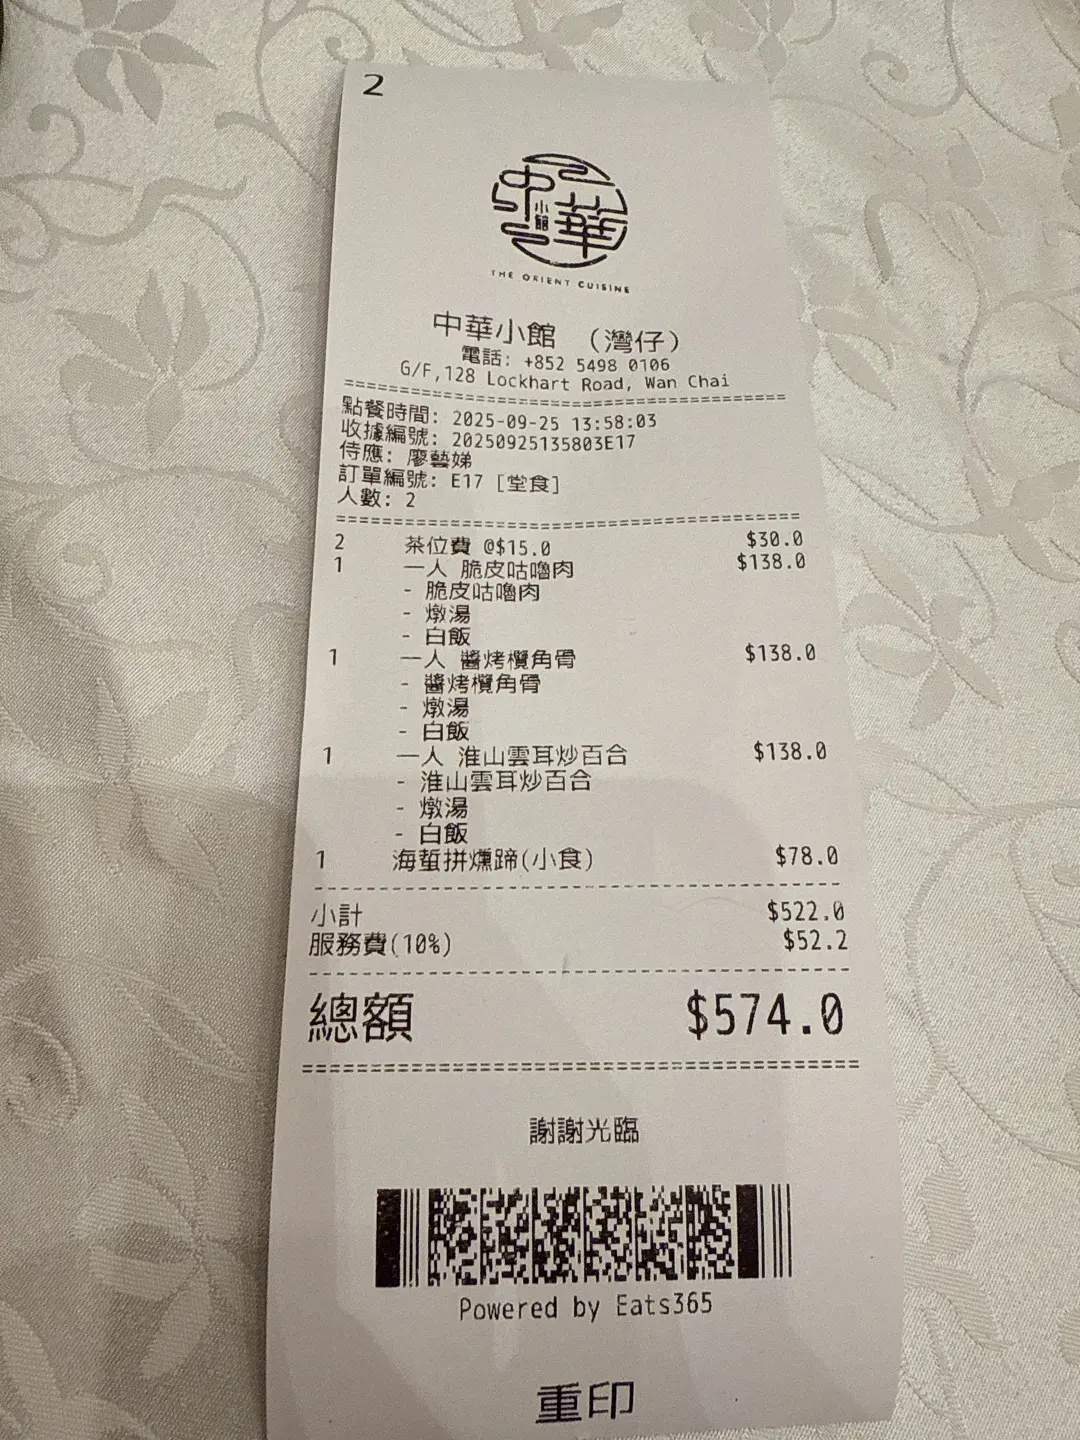 2
中華
小館
THE ORIENT CUISINE
中華小館 （灣仔）
電話: +852 5498 0106
G/F,128 Lockhart Road, Wan Chai
點餐時間: 2025-09-25 13:58:03
收據編號: 20250925135803E17
侍應: 廖藝娣
訂單編號: E17 [堂食]
人數: 2
2 茶位費 @$15.0 $30.0
1 一人 脆皮咕嚕肉 $138.0
- 脆皮咕嚕肉
- 燉湯
- 白飯
1 一人 醬烤欖角骨 $138.0
- 醬烤欖角骨
- 燉湯
- 白飯
1 一人 淮山雲耳炒百合 $138.0
- 淮山雲耳炒百合
- 燉湯
- 白飯
1 海蜇拼燻蹄(小食) $78.0
小計 $522.0
服務費(10%) $52.2
總額 $574.0
謝謝光臨
Powered by Eats365
重印